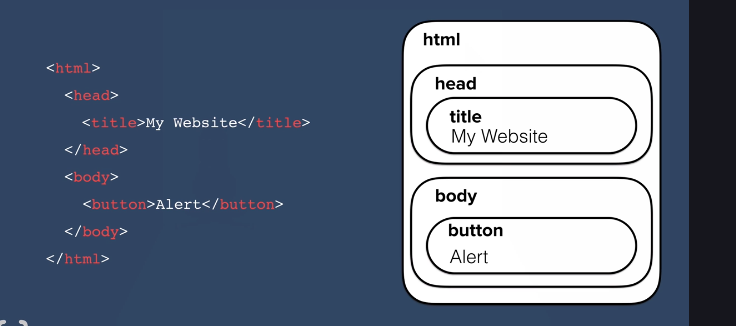 <html>
<head>
<title>My Website</title>
</head>
<body>
<button>Alert</button>
</body>
</html>
html
head
title
My Website
body
button
Alert